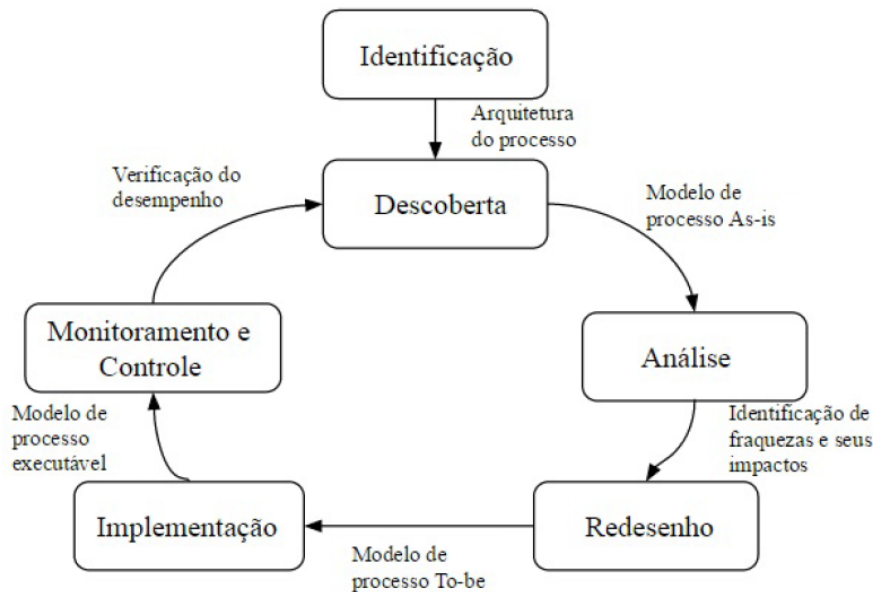 Identificação
Arquitetura
do processo
Verificação do
desempenho
Descoberta
Modelo de
processo As-is
Monitoramento e
Controle
Análise
Modelo de
processo
executável
Identificação de
fraquezas e seus
impactos
Implementação
Redesenho
Modelo de
processo To-be